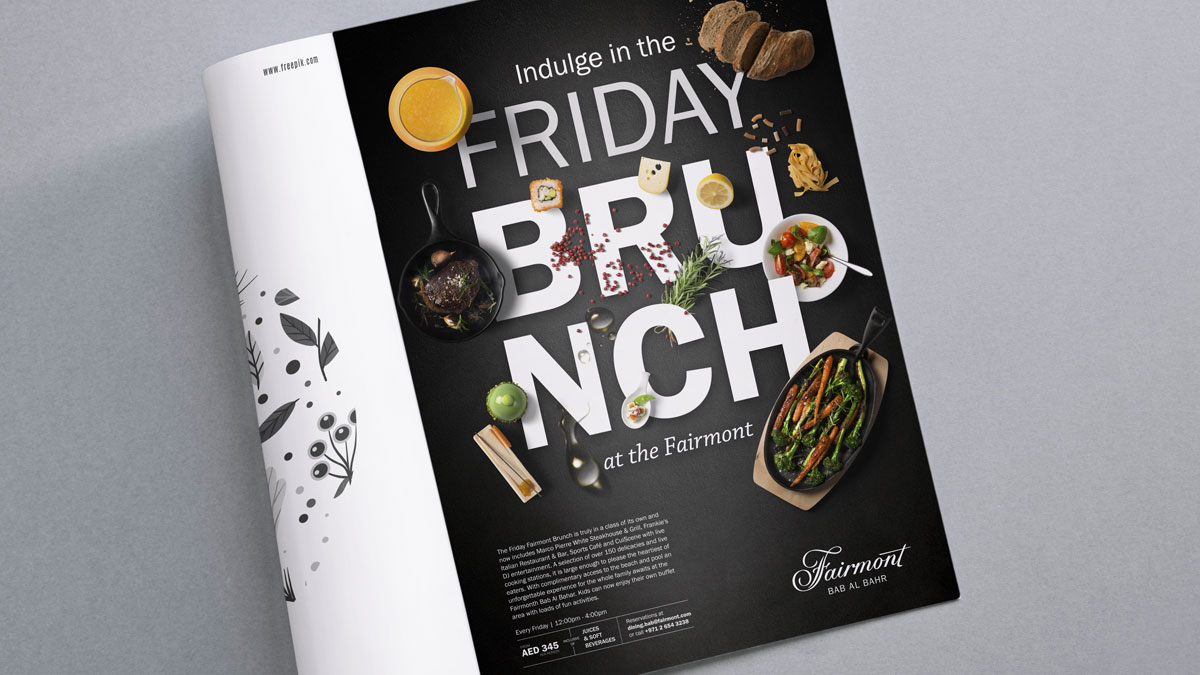 www.freepik.com
Indulge in the
FRIDAY
BRU
NCH
at the Fairmont
The Friday Fairmont Brunch is truly in a class of its own and
now includes Marco Pierre White Steakhouse & Grill, Frankie's
Italian Restaurant & Bar, Sports Café and CuiScene with live
DJ entertainment. A selection of over 150 delicacies and live
cooking stations, it is large enough to please the heartiest of
eaters. With complimentary access to the beach and pool an
unforgettable experience for the whole family awaits at the
Fairmonth Bab Al Bahar. Kids can now enjoy their own buffet
area with loads of fun activities.
Every Friday | 12:00pm - 4:00pm
AED 345
INCLUSIVE OF
JUICES
& SOFT
BEVERAGES
Reservations at
dining.bab@fairmont.com
or call +971 2 654 3238
Fairmont
BAB AL BAHR